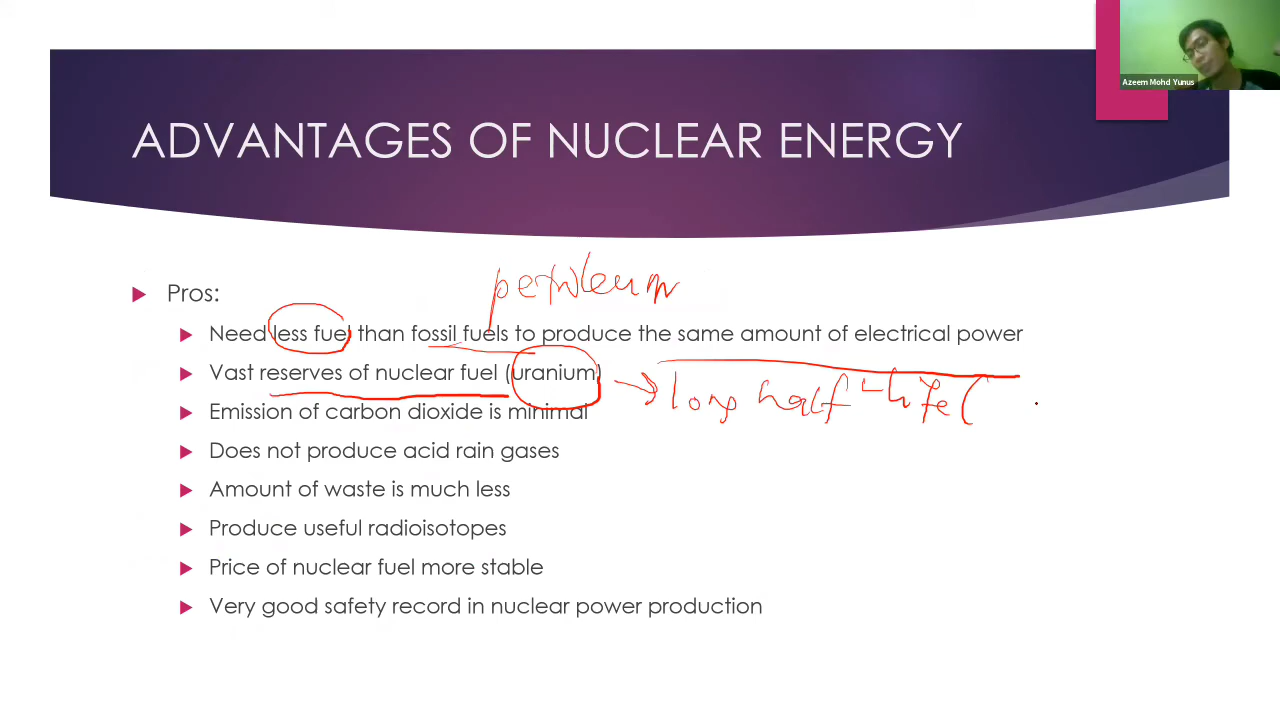 Azeem Mohd Yunus
ADVANTAGES OF NUCLEAR ENERGY
Pros:
petroleum
Need less fuel than fossil fuels to produce the same amount of electrical power
Vast reserves of nuclear fuel (uranium)
long half-life (
Emission of carbon dioxide is minimal
Does not produce acid rain gases
Amount of waste is much less
Produce useful radioisotopes
Price of nuclear fuel more stable
Very good safety record in nuclear power production